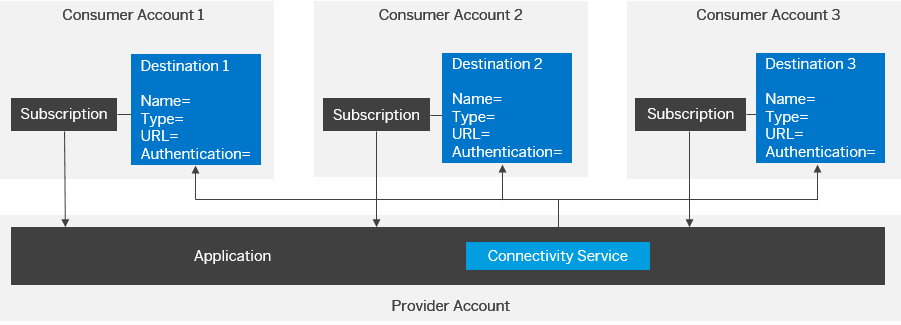 Consumer Account 1
Consumer Account 2
Consumer Account 3
Destination 1
Name=
Type=
URL=
Authentication=
Subscription
Destination 2
Name=
Type=
URL=
Authentication=
Subscription
Destination 3
Name=
Type=
URL=
Authentication=
Subscription
Application
Connectivity Service
Provider Account